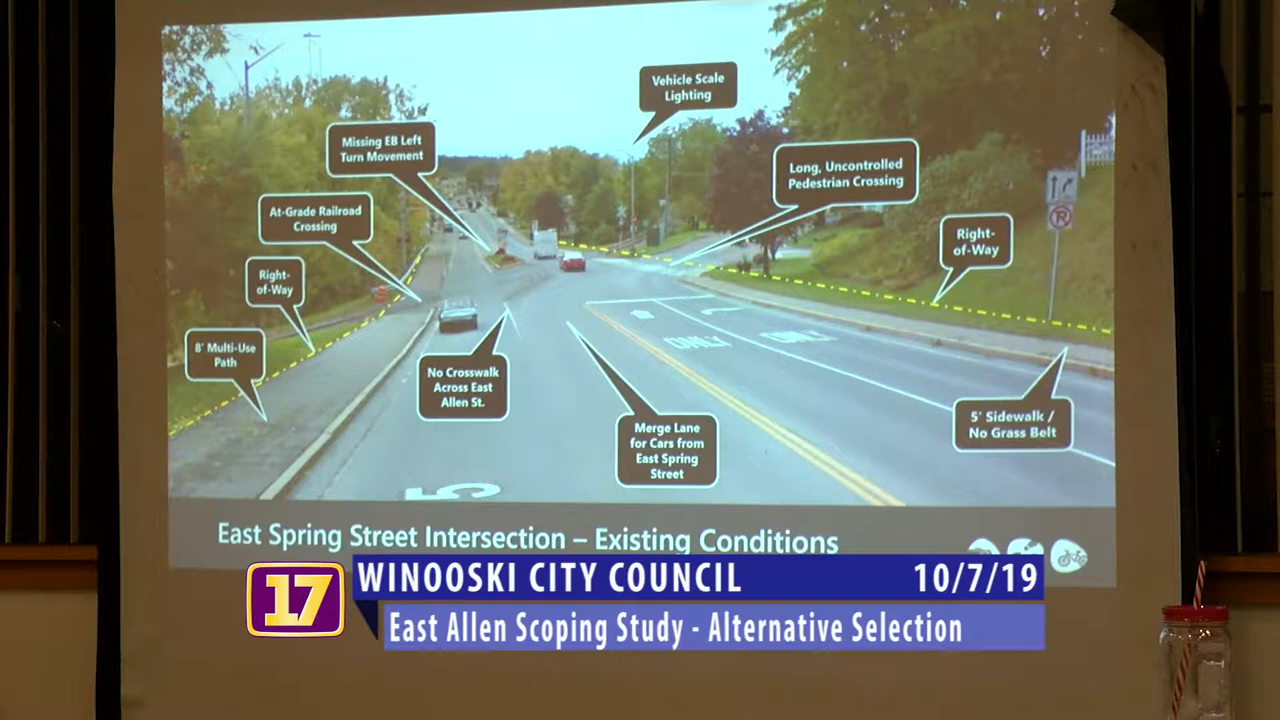 Vehicle Scale
Lighting
Missing EB Left
Turn Movement
Long, Uncontrolled
Pedestrian Crossing
At-Grade Railroad
Crossing
Right-
of-Way
Right-
of-Way
8' Multi-Use
Path
No Crosswalk
Across East
Allen St.
Merge Lane
for Cars from
East Spring
Street
5' Sidewalk /
No Grass Belt
ONLY
ONLY
East Spring Street Intersection – Existing Conditions
17
WINOOSKI CITY COUNCIL 10/7/19
East Allen Scoping Study - Alternative Selection